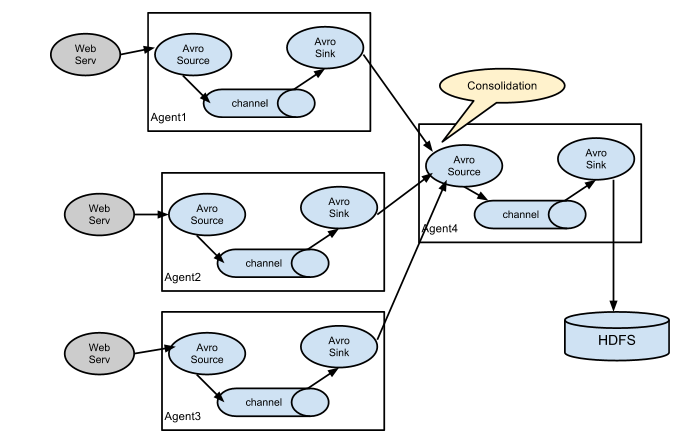 Web
Serv
Avro
Source
Avro
Sink
channel
Agent1
Consolidation
Web
Serv
Avro
Source
Avro
Sink
channel
Agent2
Avro
Source
Avro
Sink
channel
Agent4
Web
Serv
Avro
Source
Avro
Sink
channel
Agent3
HDFS